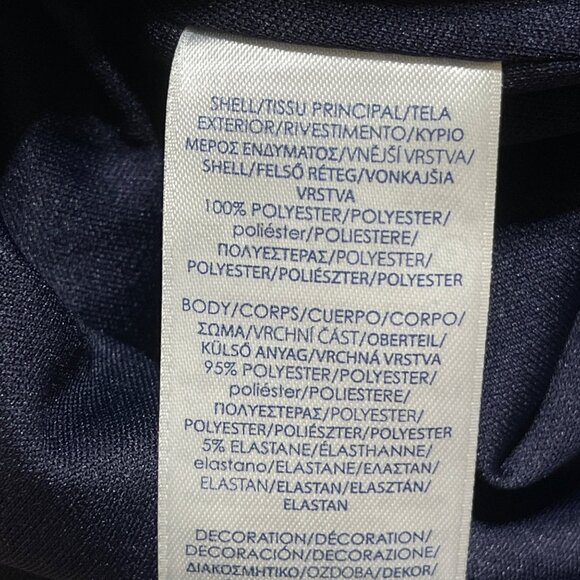 SHELL/TISSU PRINCIPAL/TELA
EXTERIOR/RIVESTIMENTO/ΚΥΡΙΟ
ΜΕΡΟΣ ΕΝΔΥΜΑΤΟΣ/VNĚJŠÍ VRSTVA/
SHELL/FELSŐ RÉTEG/VONKAJŠIA
VRSTVA
100% POLYESTER/POLYESTER/
poliéster/POLIESTERE/
ΠΟΛΥΕΣΤΕΡΑΣ/POLYESTER/
POLYESTER/POLIÉSZTER/POLYESTER
BODY/CORPS/CUERPO/CORPO/
ΣΩΜΑ/VRCHNÍ ČÁST/OBERTEIL/
KÜLSŐ ANYAG/VRCHNÁ VRSTVA
95% POLYESTER/POLYESTER/
poliéster/POLIESTERE/
ΠΟΛΥΕΣΤΕΡΑΣ/POLYESTER/
POLYESTER/POLIÉSZTER/POLYESTER
5% ELASTANE/ÉLASTHANNE/
elastano/ELASTANE/ΕΛΑΣΤΑΝ/
ELASTAN/ELASTAN/ELASZTÁN/
ELASTAN
DECORATION/DÉCORATION/
DECORACIÓN/DECORAZIONE/
ΔΙΑΚΟΣΜΗΤΙΚΟ/OZDOBA/DEKOR/